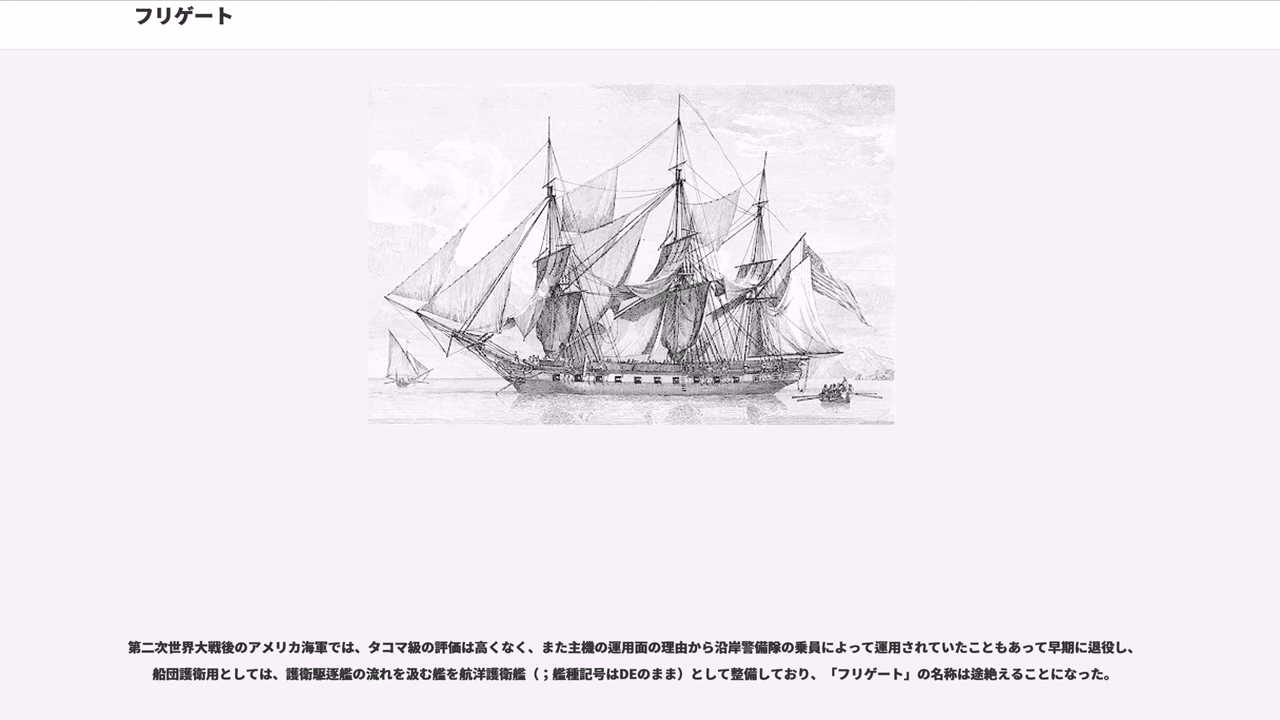 フリゲート
第二次世界大戦後のアメリカ海軍では、タコマ級の評価は高くなく、また主機の運用面の理由から沿岸警備隊の乗員によって運用されていたこともあって早期に退役し、
船団護衛用としては、護衛駆逐艦の流れを汲む艦を航洋護衛艦（；艦種記号はDEのまま）として整備しており、「フリゲート」の名称は途絶えることになった。